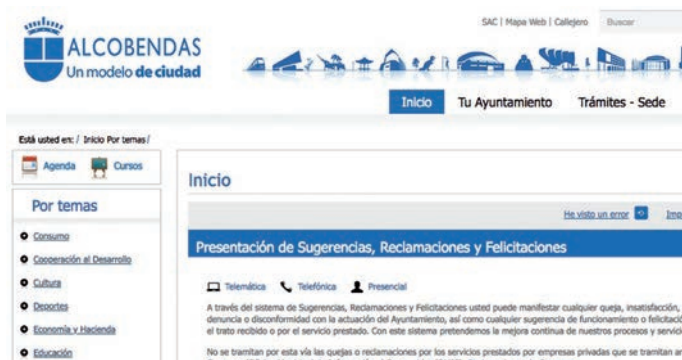 SAC | Mapa Web | Callejero Buscar
ALCOBENDAS
Un modelo de ciudad
Inicio Tu Ayuntamiento Trámites - Sede
Está usted en: / Inicio Por temas/
Agenda Cursos
Inicio
Por temas
He visto un error
Presentación de Sugerencias, Reclamaciones y Felicitaciones
Consumo
Cooperación al Desarrollo
Cultura
Deportes
Economía y Hacienda
Educación
Telemática Telefónica Presencial
A través del sistema de Sugerencias, Reclamaciones y Felicitaciones usted puede manifestar cualquier queja, insatisfacción,
denuncia o disconformidad con la actuación del Ayuntamiento, así como cualquier sugerencia de funcionamiento o felicitació
el trato recibido o por el servicio prestado. Con este sistema pretendemos la mejora continua de nuestros procesos y servici
No se tramitan por esta vía las quejas o reclamaciones por los servicios prestados por empresas privadas que se tramitan a